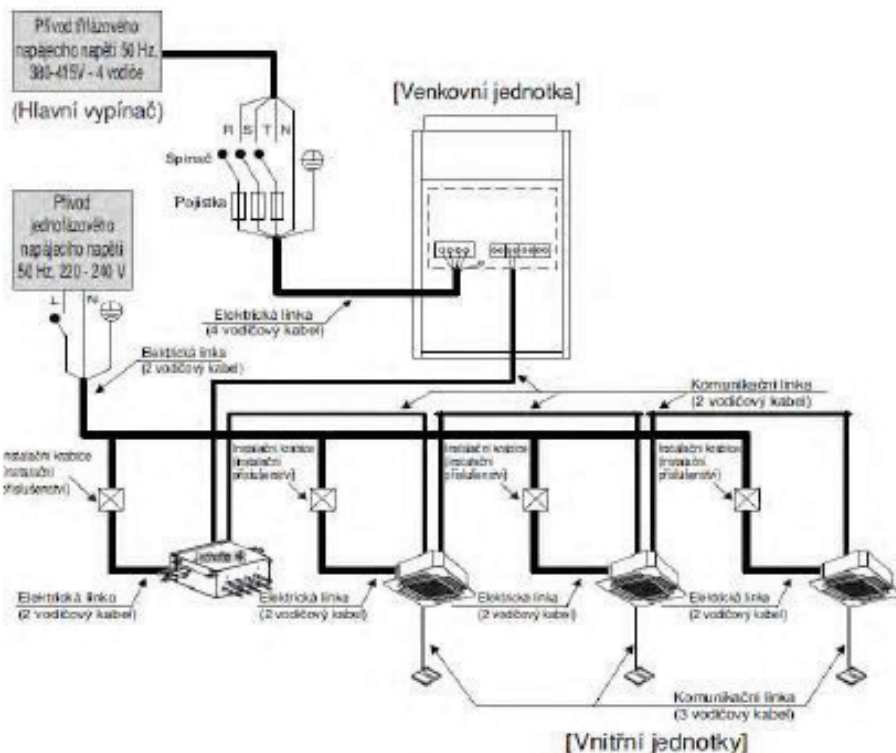 Přívod třífázového
napájecího napětí 50 Hz,
380-415V - 4 vodiče
(Hlavní vypínač)
[Venkovní jednotka]
R S T N
Spínač
Pojistka
Přívod
jednofázového
napájecího napětí
50 Hz, 220 - 240 V
L N
Elektrická linka
(4 vodičový kabel)
Elektrická linka
(2 vodičový kabel)
Komunikační linka
(2 vodičový kabel)
nstalační krabice
(instalační
příslušenství)
Instalační krabice
(instalační
příslušenství)
Instalační krabice
(instalační
příslušenství)
Instalační krabice
(instalační
příslušenství)
Elektrická linka
(2 vodičový kabel)
Elektrická linka
(2 vodičový kabel)
Elektrická linka
(2 vodičový kabel)
Elektrická linka
(2 vodičový kabel)
Komunikační linka
(3 vodičový kabel)
[Vnitřní jednotky]